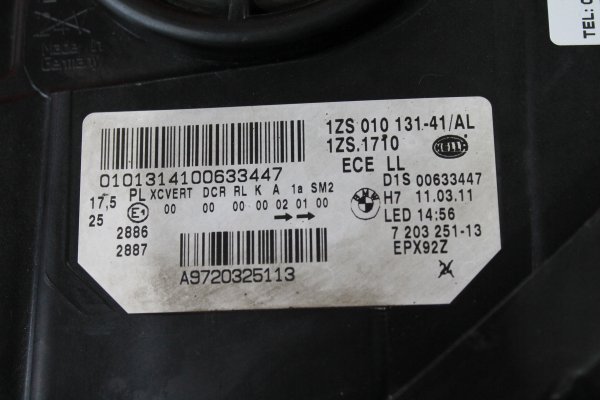 Made in
Germany
TEL: 0
1ZS 010 131-41/AL
1ZS.1710
HELLA
ECE LL
0101314100633447
D1S 00633447
17,5 PL XCVERT DCR RL K A 1a SM2
BMW
H7 11.03.11
25 E1 00 00 00 00 02 01 00
LED 14:56
2886
7 203 251-13
2887
EPX92Z
A9720325113